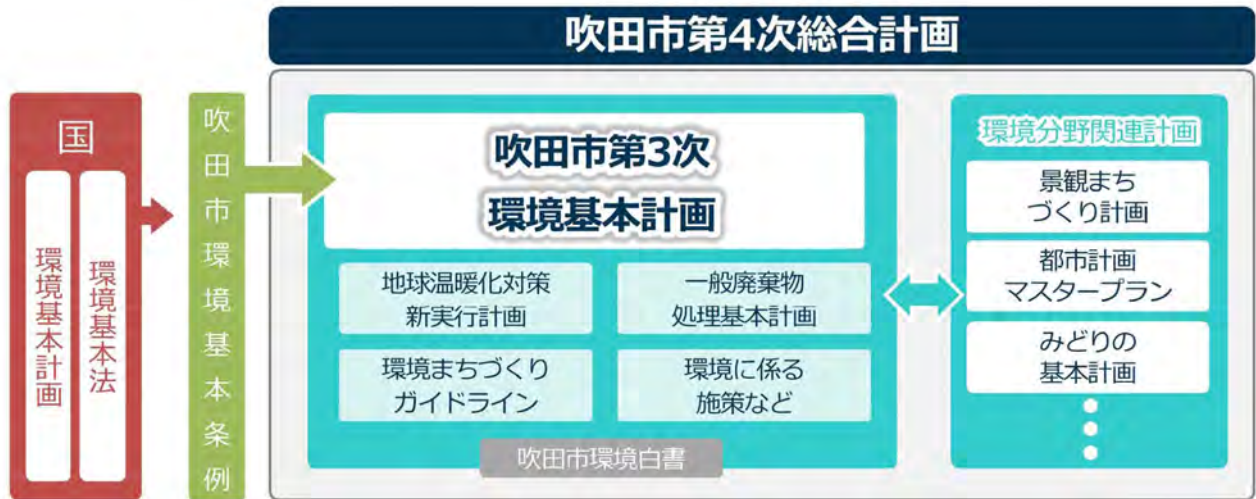 吹田市第4次総合計画
国
環境基本法
環境基本計画
吹田市環境基本条例
吹田市第3次
環境基本計画
地球温暖化対策
新実行計画
一般廃棄物
処理基本計画
環境まちづくり
ガイドライン
環境に係る
施策など
吹田市環境白書
環境分野関連計画
景観まち
づくり計画
都市計画
マスタープラン
みどりの
基本計画